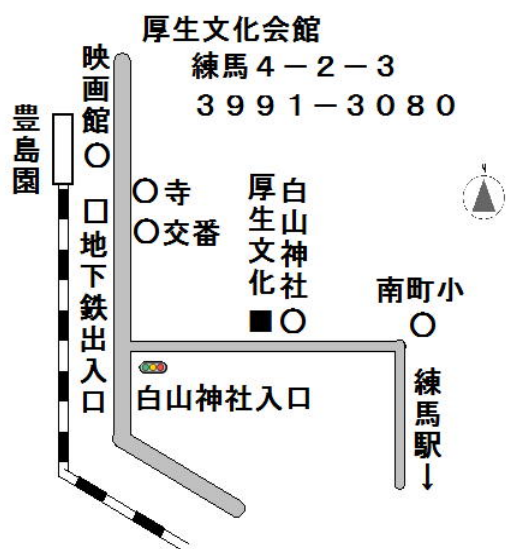 厚生文化会館
練馬４－２－３
３９９１－３０８０
映画館
豊島園
寺
交番
地下鉄出入口
厚生文化
白山神社
南町小
白山神社入口
練馬駅↓
N